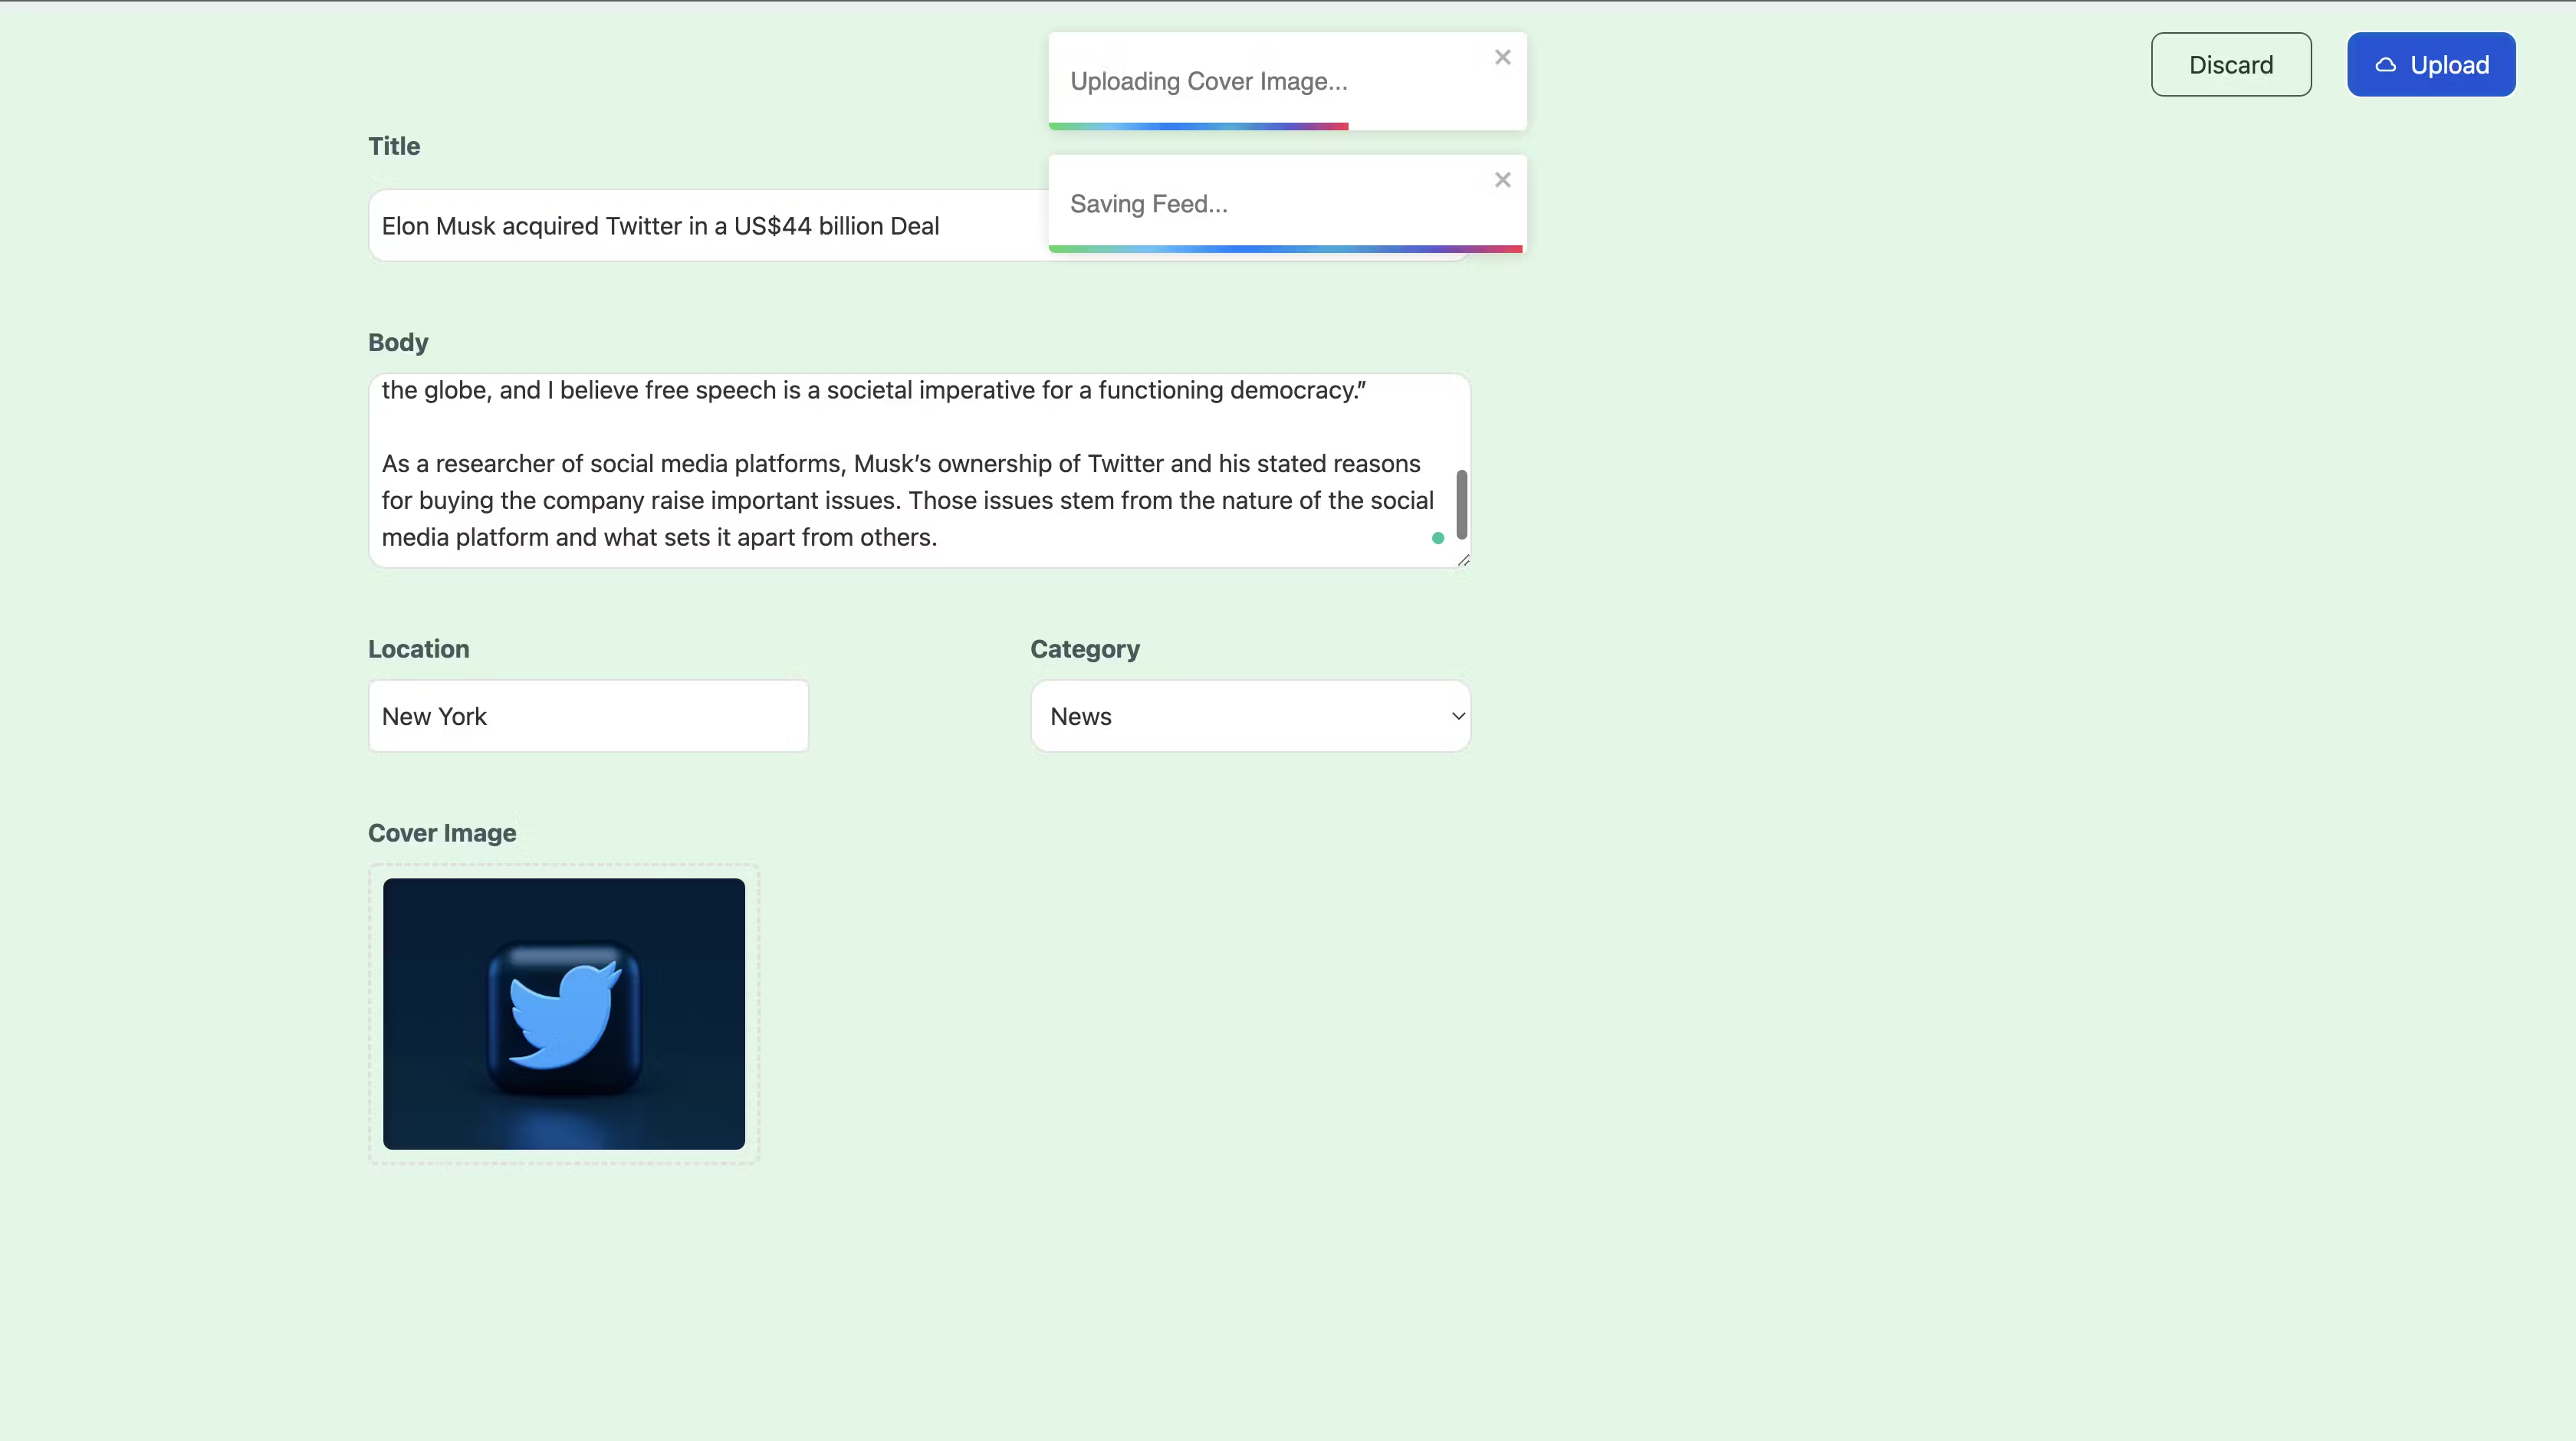 Uploading Cover Image...
Discard
Upload
Title
Saving Feed...
Elon Musk acquired Twitter in a US$44 billion Deal
Body
the globe, and I believe free speech is a societal imperative for a functioning democracy.”
As a researcher of social media platforms, Musk’s ownership of Twitter and his stated reasons
for buying the company raise important issues. Those issues stem from the nature of the social
media platform and what sets it apart from others.
Location
Category
New York
News
Cover Image